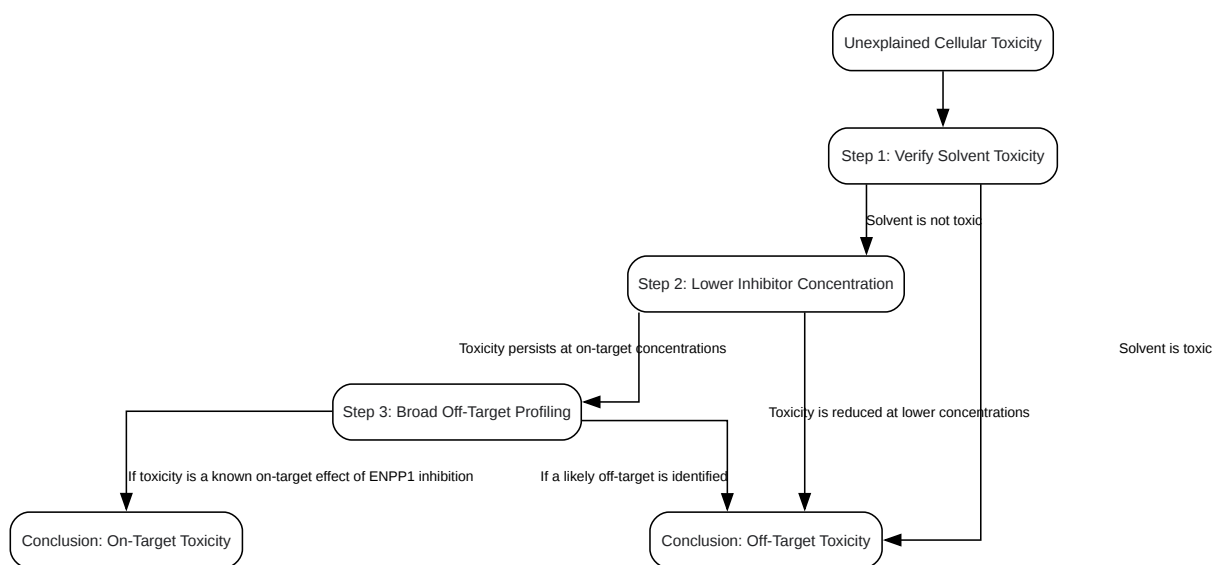 Unexplained Cellular Toxicity
Step 1: Verify Solvent Toxicity
Solvent is not toxic
Step 2: Lower Inhibitor Concentration
Toxicity persists at on-target concentrations
Solvent is toxic
Step 3: Broad Off-Target Profiling
Toxicity is reduced at lower concentrations
If toxicity is a known on-target effect of ENPP1 inhibition
If a likely off-target is identified
Conclusion: On-Target Toxicity
Conclusion: Off-Target Toxicity